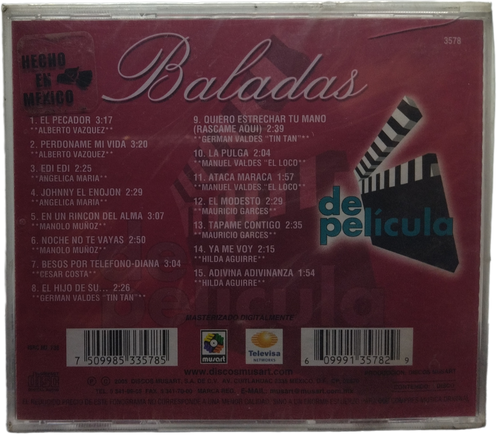 HECHO
EN
MEXICO
3578
Baladas
1. EL PECADOR 3:17
**ALBERTO VAZQUEZ**
2. PERDONAME MI VIDA 3:20
**ALBERTO VAZQUEZ**
3. EDI EDI 2:25
**ANGELICA MARIA**
4. JOHNNY EL ENOJON 2:29
**ANGELICA MARIA**
5. EN UN RINCON DEL ALMA 3:07
**MANOLO MUÑOZ**
6. NOCHE NO TE VAYAS 2:50
**MANOLO MUÑOZ**
7. BESOS POR TELEFONO-DIANA 3:04
**CESAR COSTA**
8. EL HIJO DE SU... 2:26
**GERMAN VALDES "TIN TAN"**
9. QUIERO ESTRECHAR TU MANO
(RASCAME AQUI) 2:39
**GERMAN VALDES "TIN TAN"**
10. LA PULGA 2:04
**MANUEL VALDES "EL LOCO"**
11. ATACA MARACA 1:57
**MANUEL VALDES "EL LOCO"**
12. EL MODESTO 2:29
**MAURICIO GARCES**
13. TAPAME CONTIGO 2:35
**MAURICIO GARCES**
14. YA ME VOY 2:15
**HILDA AGUIRRE**
15. ADIVINA ADIVINANZA 1:54
**HILDA AGUIRRE**
de
película
MASTERIZADO DIGITALMENTE
7 509985 335785
musart
Televisa
6 09991 35782 9
www.discosmusart.com